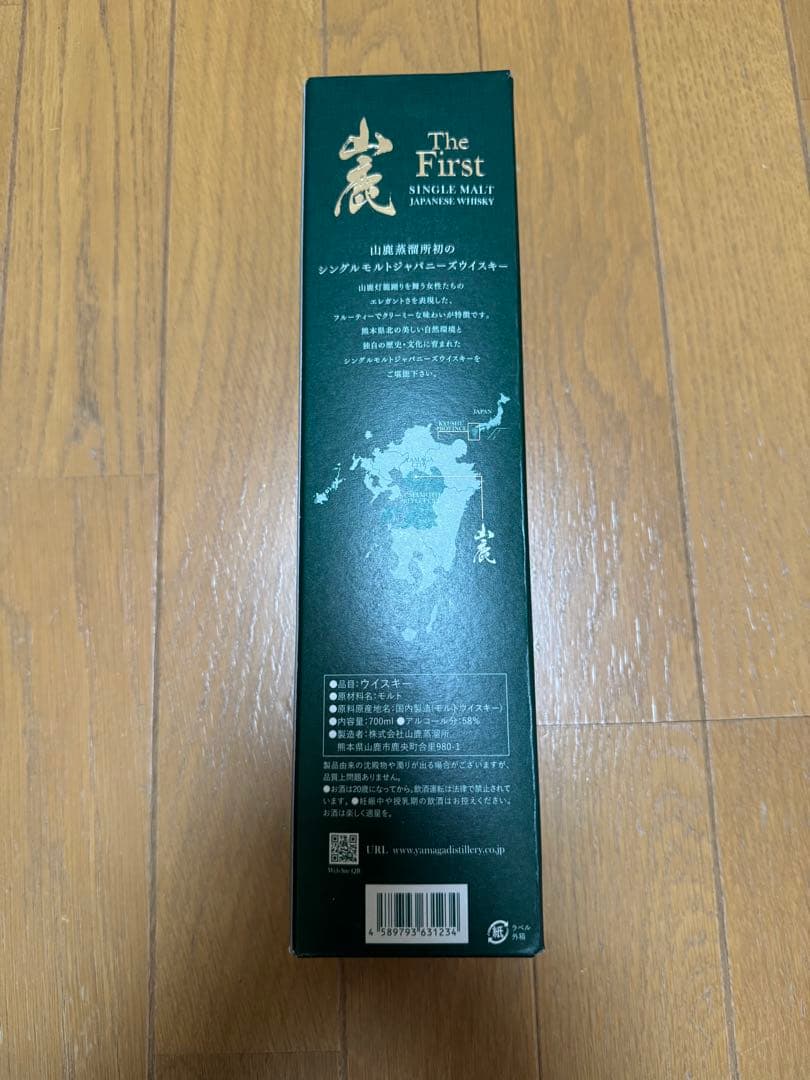 山鹿
The
First
SINGLE MALT
JAPANESE WHISKY
山鹿蒸溜所初の
シングルモルトジャパニーズウイスキー
山鹿灯籠踊りを舞う女性たちの
エレガントさを表現した、
フルーティーでクリーミーな味わいが特徴です。
熊本県北の美しい自然環境と
独自の歴史・文化に育まれた
シングルモルトジャパニーズウイスキーを
ご堪能下さい。
JAPAN
KYUSHU
PROVINCE
YAMAGA
CITY
山鹿
●品目:ウイスキー
●原材料名:モルト
●原料原産地名:国内製造(モルトウイスキー)
●内容量:700ml ●アルコール分:58%
●製造者:株式会社山鹿蒸溜所
熊本県山鹿市鹿央町合里980-1
製品由来の沈殿物や濁りが出る場合がございますが、
品質上問題ありません。
●お酒は20歳になってから。飲酒運転は法律で禁止されて
います。●妊娠中や授乳期の飲酒はお控えください。
お酒は楽しく適量を。
Web Site QR
URL www.yamagadistillery.co.jp
4 589793 631234
紙
ラベル
外箱